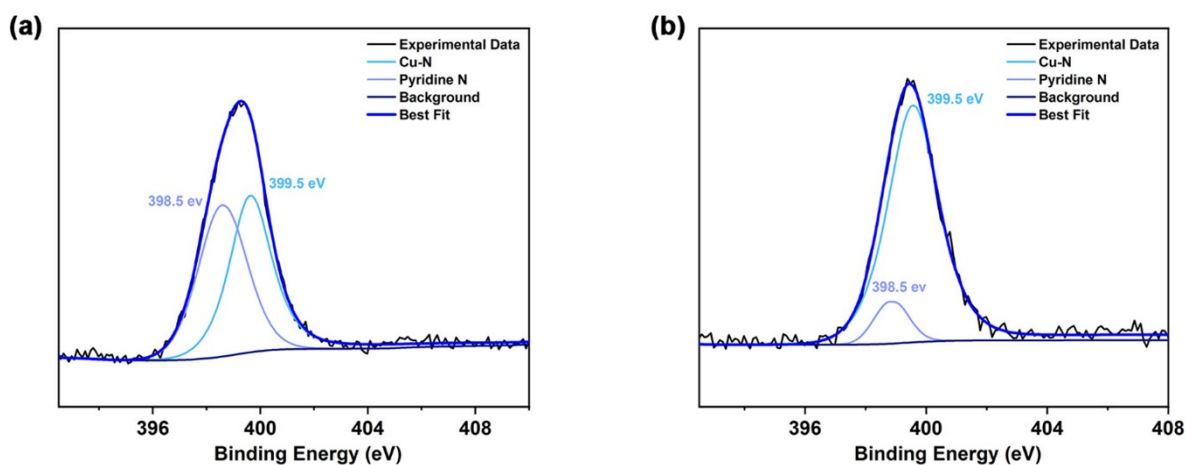 (a)
Experimental Data
Cu-N
Pyridine N
Background
Best Fit
398.5 ev
399.5 eV
396
400
404
408
Binding Energy (eV)
(b)
Experimental Data
Cu-N
Pyridine N
Background
Best Fit
399.5 eV
398.5 ev
396
400
404
408
Binding Energy (eV)